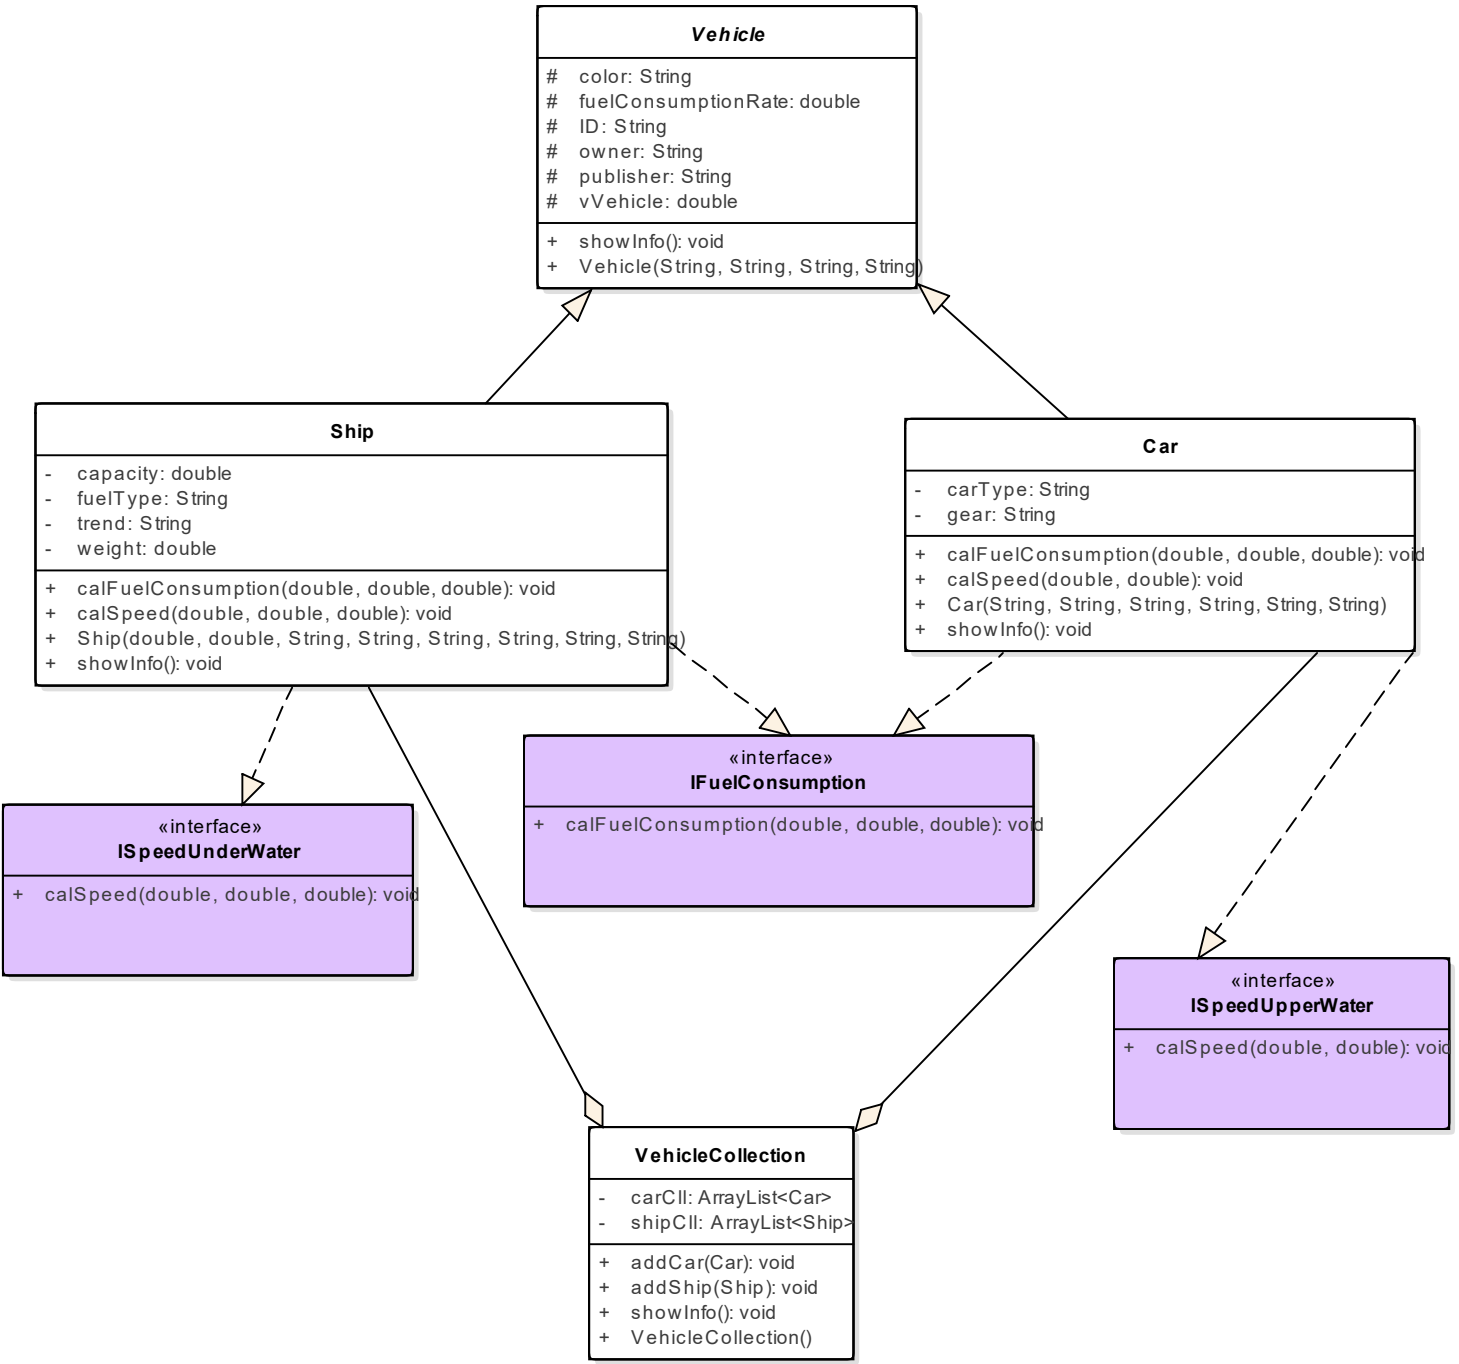 Vehicle
# color: String
# fuelConsumptionRate: double
# ID: String
# owner: String
# publisher: String
# vVehicle: double
+ showInfo(): void
+ Vehicle(String, String, String, String)
Ship
- capacity: double
- fuelType: String
- trend: String
- weight: double
+ calFuelConsumption(double, double, double): void
+ calSpeed(double, double, double): void
+ Ship(double, double, String, String, String, String, String, String)
+ showInfo(): void
Car
- carType: String
- gear: String
+ calFuelConsumption(double, double, double): void
+ calSpeed(double, double): void
+ Car(String, String, String, String, String, String)
+ showInfo(): void
«interface»
IFuelConsumption
+ calFuelConsumption(double, double, double): void
«interface»
ISpeedUnderWater
+ calSpeed(double, double, double): void
«interface»
ISpeedUpperWater
+ calSpeed(double, double): void
VehicleCollection
- carCll: ArrayList<Car>
- shipCll: ArrayList<Ship>
+ addCar(Car): void
+ addShip(Ship): void
+ showInfo(): void
+ VehicleCollection()